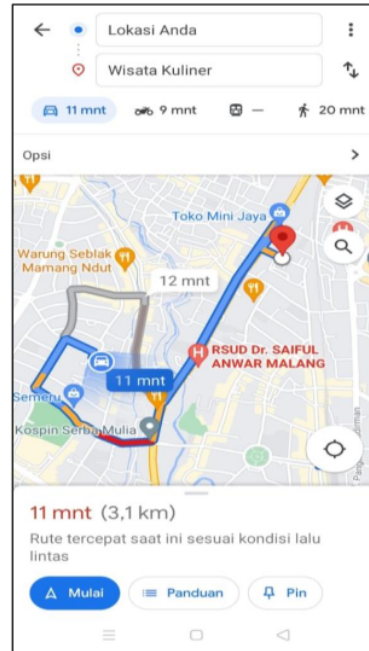 Lokasi Anda
Wisata Kuliner
11 mnt
9 mnt
—
20 mnt
Opsi
Toko Mini Jaya
Warung Seblak
Mamang Ndut
12 mnt
H
RSUD Dr. SAIFUL
ANWAR MALANG
11 mnt
Semeru
Kospin Serba Mulia
11 mnt (3,1 km)
Rute tercepat saat ini sesuai kondisi lalu
lintas
Mulai
Panduan
Pin